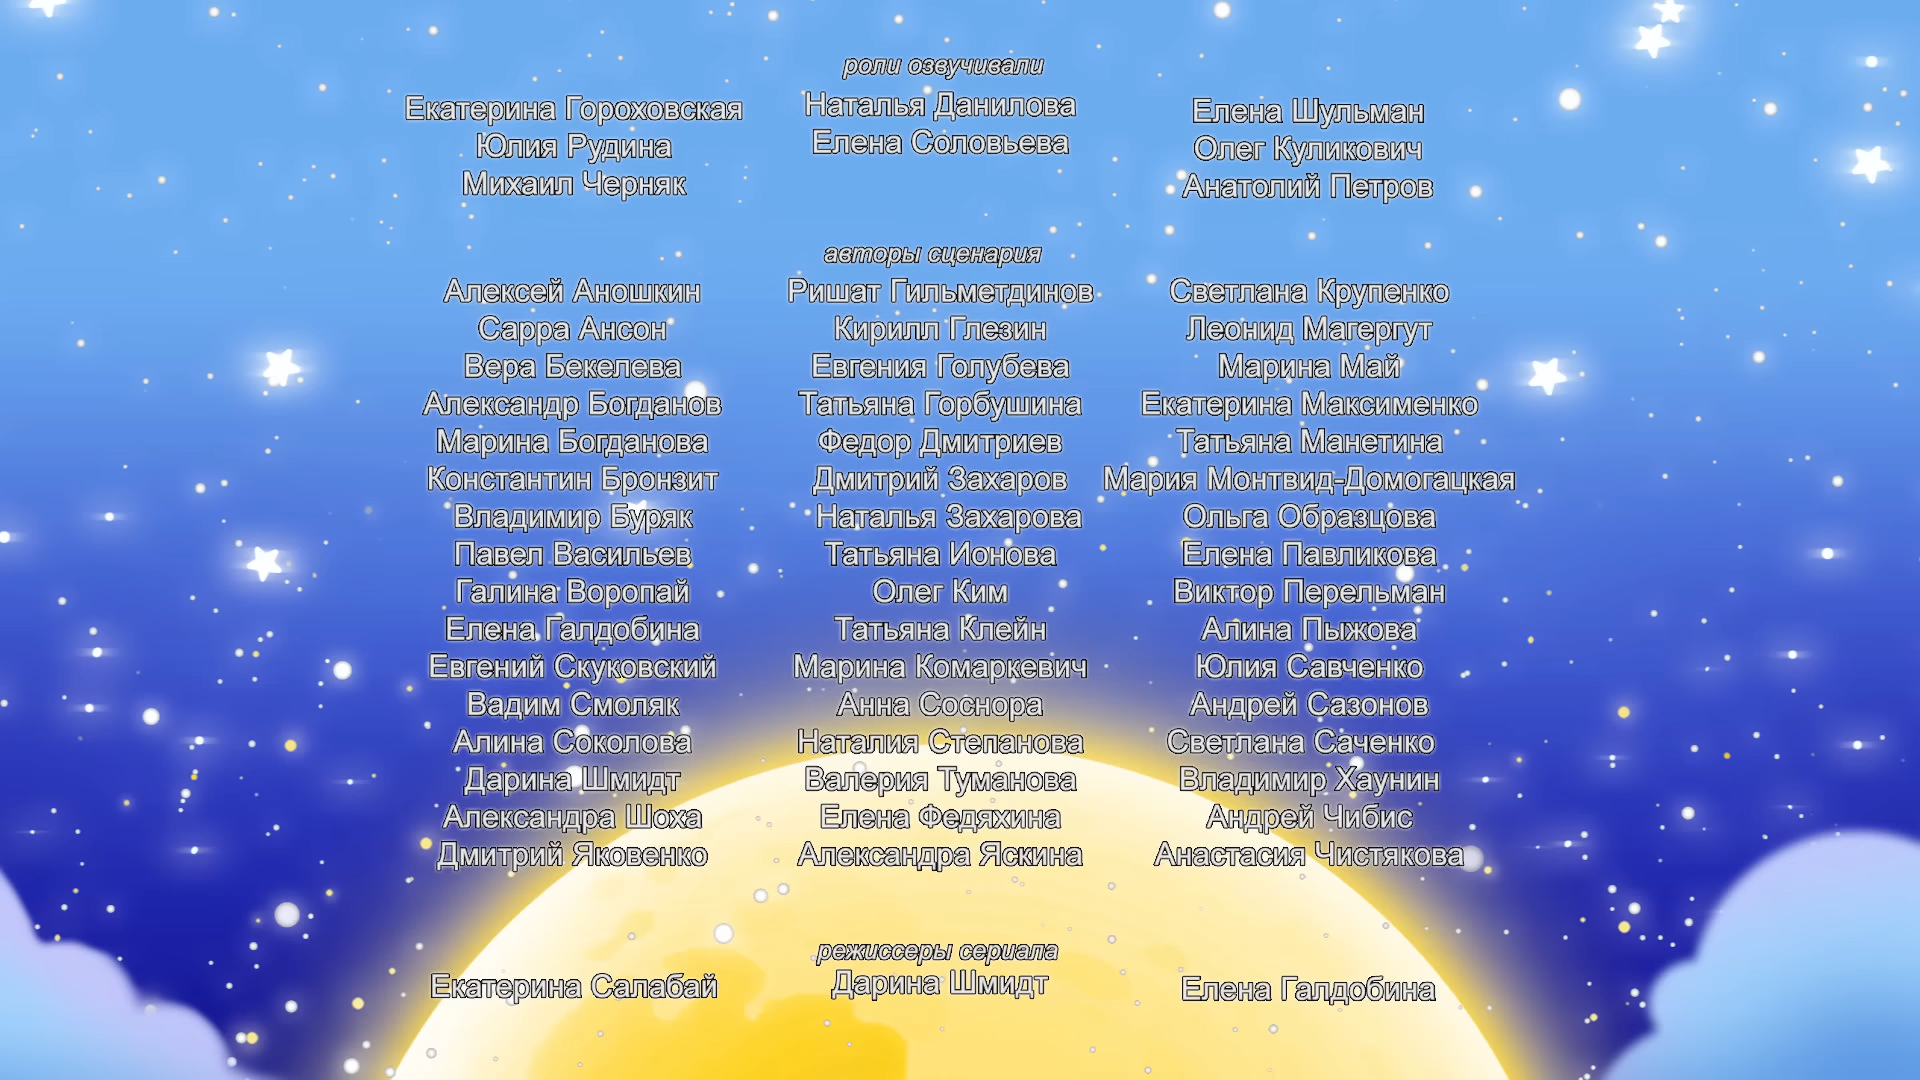 роли озвучивали
Екатерина Гороховская
Юлия Рудина
Михаил Черняк
Наталья Данилова
Елена Соловьева
Елена Шульман
Олег Куликович
Анатолий Петров
авторы сценария
Алексей Аношкин
Сарра Ансон
Вера Бекелева
Александр Богданов
Марина Богданова
Константин Бронзит
Владимир Буряк
Павел Васильев
Галина Воропай
Елена Галдобина
Евгений Скуковский
Вадим Смоляк
Алина Соколова
Дарина Шмидт
Александра Шоха
Дмитрий Яковенко
Ришат Гильметдинов
Кирилл Глезин
Евгения Голубева
Татьяна Горбушина
Федор Дмитриев
Дмитрий Захаров
Наталья Захарова
Татьяна Ионова
Олег Ким
Татьяна Клейн
Марина Комаркевич
Анна Соснора
Наталия Степанова
Валерия Туманова
Елена Федяхина
Александра Яскина
Светлана Крупенко
Леонид Магергут
Марина Май
Екатерина Максименко
Татьяна Манетина
Мария Монтвид-Домогацкая
Ольга Образцова
Елена Павликова
Виктор Перельман
Алина Пыжова
Юлия Савченко
Андрей Сазонов
Светлана Саченко
Владимир Хаунин
Андрей Чибис
Анастасия Чистякова
режиссеры сериала
Екатерина Салабай
Дарина Шмидт
Елена Галдобина